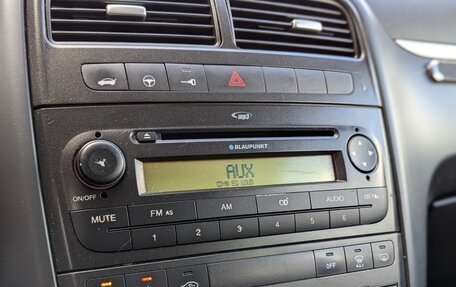 mp3
BLAUPUNKT
AUX
ON/OFF
MUTE
FM AS
AM
CD
AUDIO
MENU
1
2
3
4
5
6
OFF